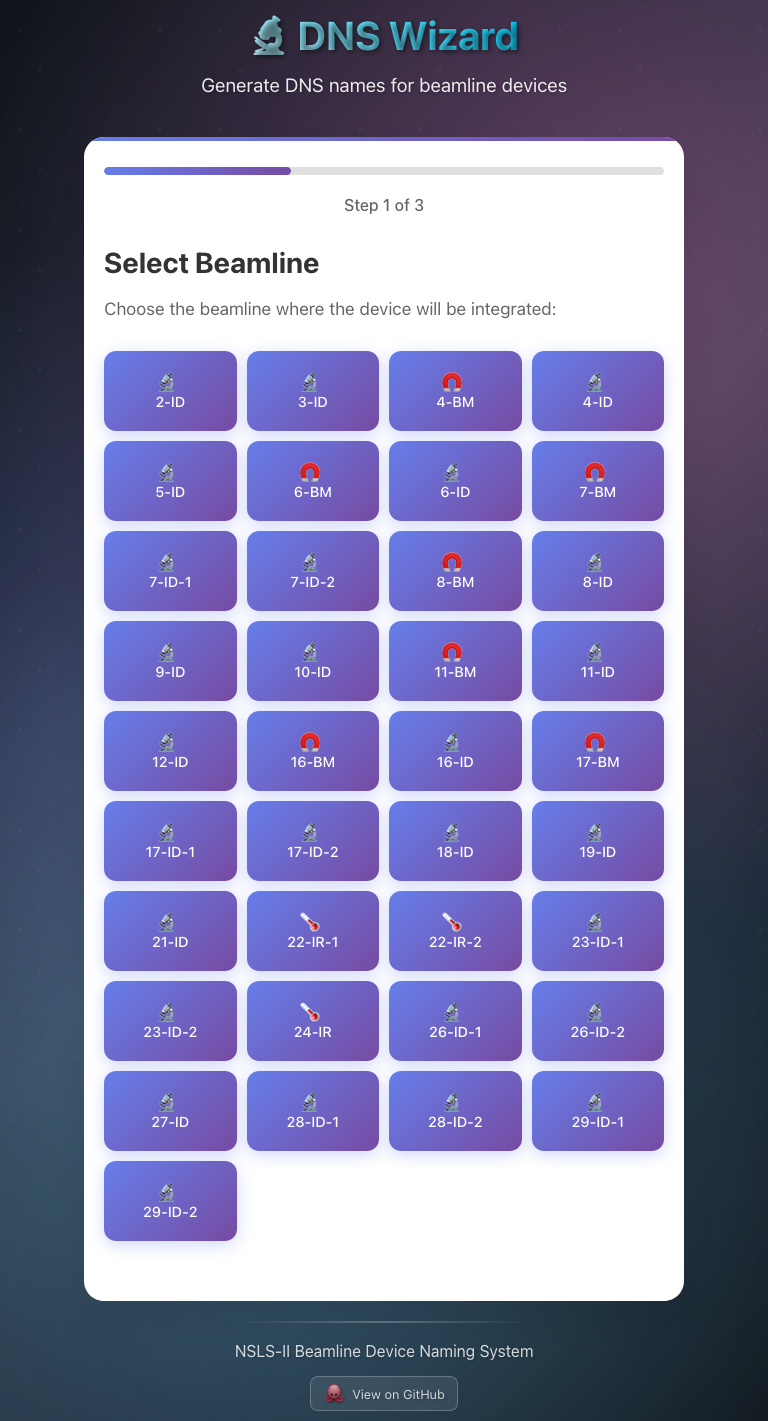 DNS Wizard
Generate DNS names for beamline devices
Step 1 of 3
Select Beamline
Choose the beamline where the device will be integrated:
2-ID
3-ID
4-BM
4-ID
5-ID
6-BM
6-ID
7-BM
7-ID-1
7-ID-2
8-BM
8-ID
9-ID
10-ID
11-BM
11-ID
12-ID
16-BM
16-ID
17-BM
17-ID-1
17-ID-2
18-ID
19-ID
21-ID
22-IR-1
22-IR-2
23-ID-1
23-ID-2
24-IR
26-ID-1
26-ID-2
27-ID
28-ID-1
28-ID-2
29-ID-1
29-ID-2
NSLS-II Beamline Device Naming System
View on GitHub